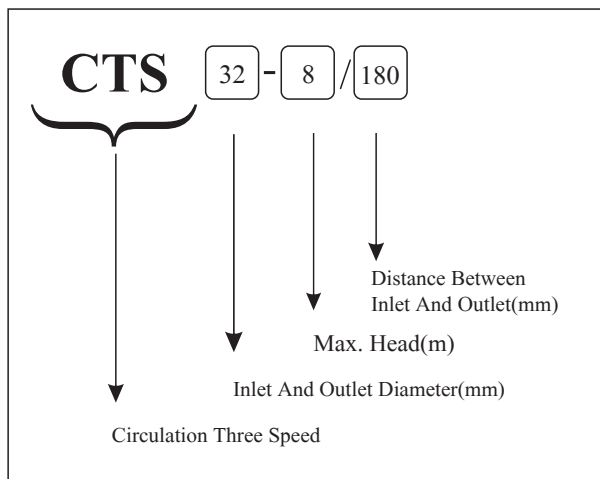 CTS 32 - 8 / 180
Distance Between
Inlet And Outlet(mm)
Max. Head(m)
Inlet And Outlet Diameter(mm)
Circulation Three Speed